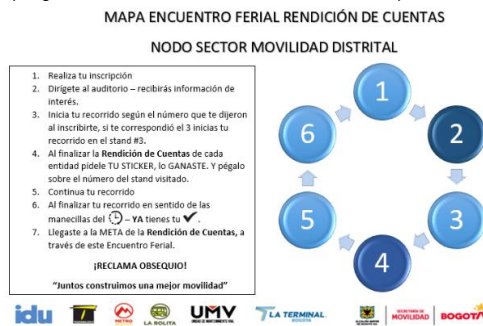 MAPA ENCUENTRO FERIAL RENDICIÓN DE CUENTAS
NODO SECTOR MOVILIDAD DISTRITAL
1. Realiza tu inscripción
2. Dirígete al auditorio – recibirás información de
interés.
3. Inicia tu recorrido según el número que te dijeron
al inscribirte, si te correspondió el 3 inicias tu
recorrido en el stand #3.
4. Al finalizar la Rendición de Cuentas de cada
entidad pídele TU STICKER, lo GANASTE. Y pégalo
sobre el número del stand visitado.
5. Continua tu recorrido
6. Al finalizar tu recorrido en sentido de las
manecillas del – YA tienes tu ✔.
7. Llegaste a la META de la Rendición de Cuentas, a
través de este Encuentro Ferial.
¡RECLAMA OBSEQUIO!
“Juntos construimos una mejor movilidad”
1
2
3
4
5
6
idu
METRO
LA ROLITA
UMV
LA TERMINAL
BOGOTÁ
MOVILIDAD
BOGOTÁ